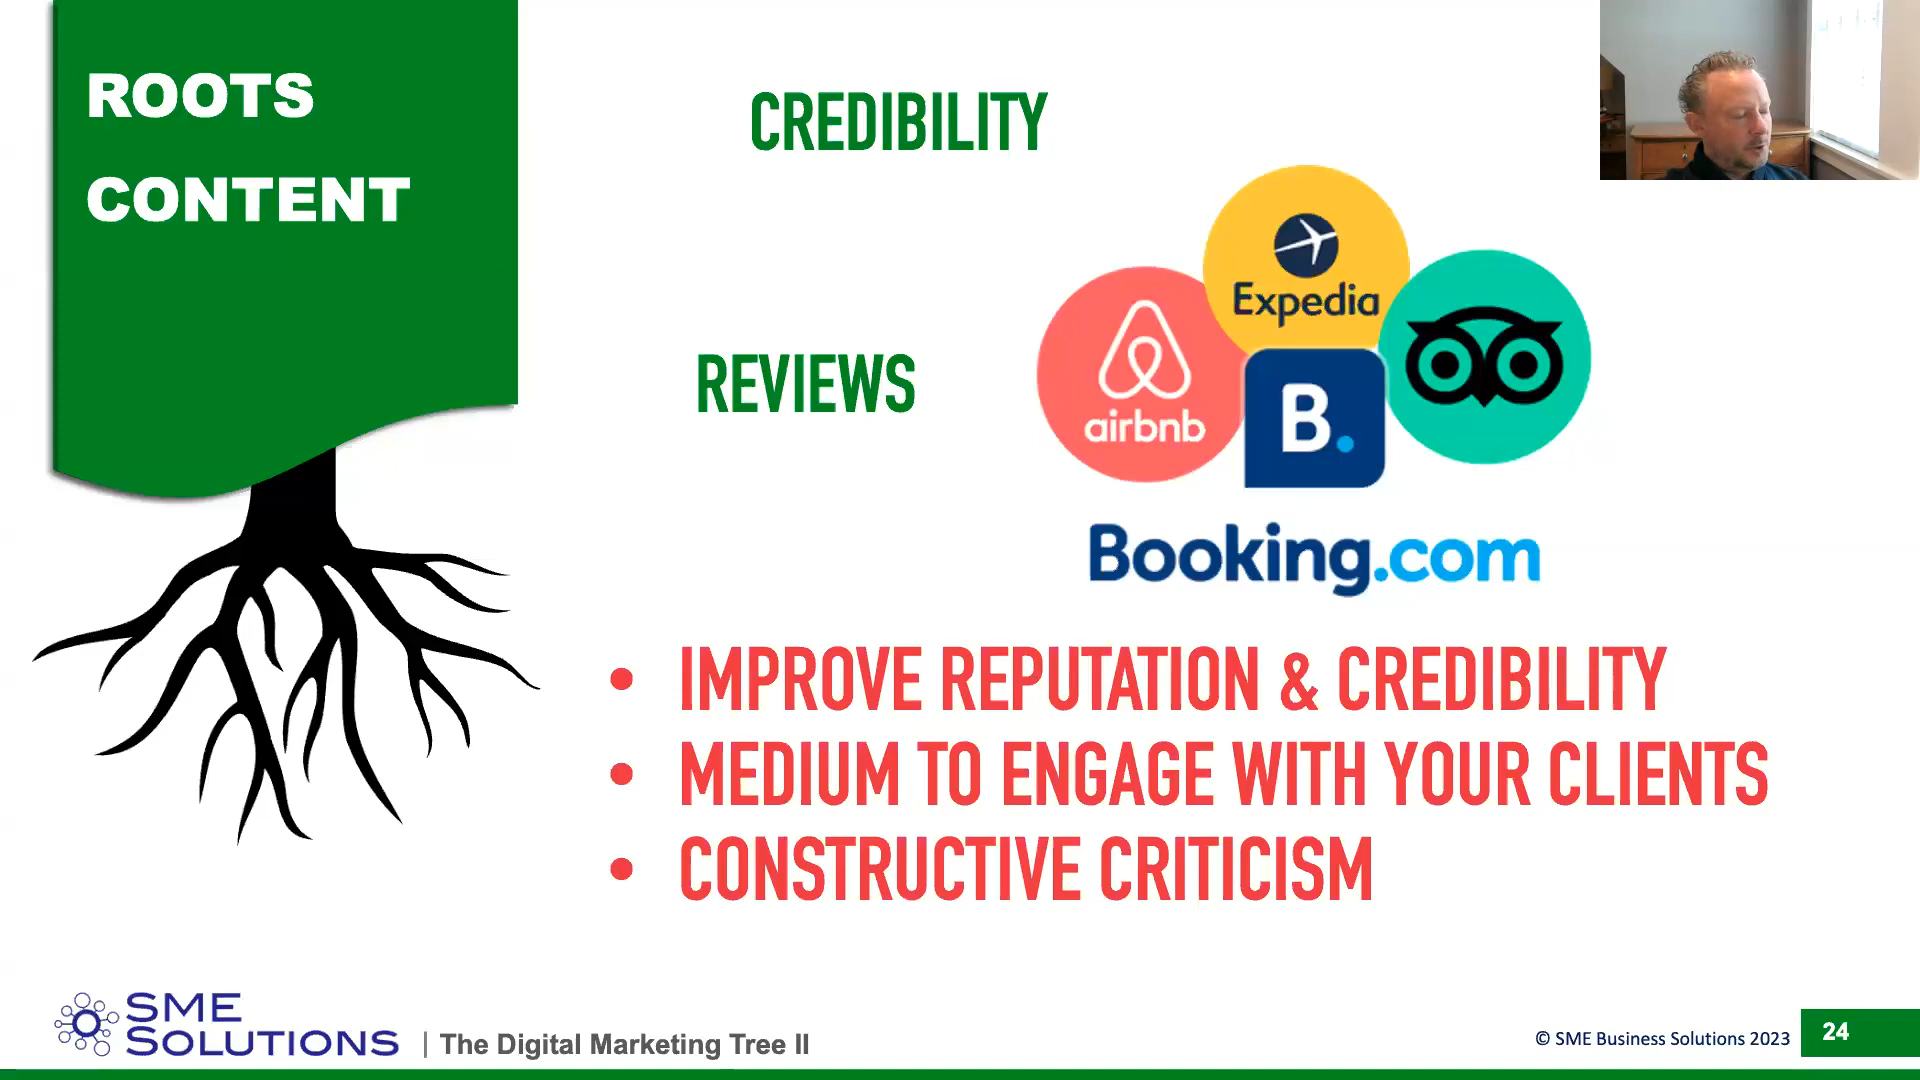 ROOTS
CONTENT
CREDIBILITY
REVIEWS
Expedia
airbnb
B.
Booking.com
• IMPROVE REPUTATION & CREDIBILITY
• MEDIUM TO ENGAGE WITH YOUR CLIENTS
• CONSTRUCTIVE CRITICISM
SME
SOLUTIONS
| The Digital Marketing Tree II
© SME Business Solutions 2023
24